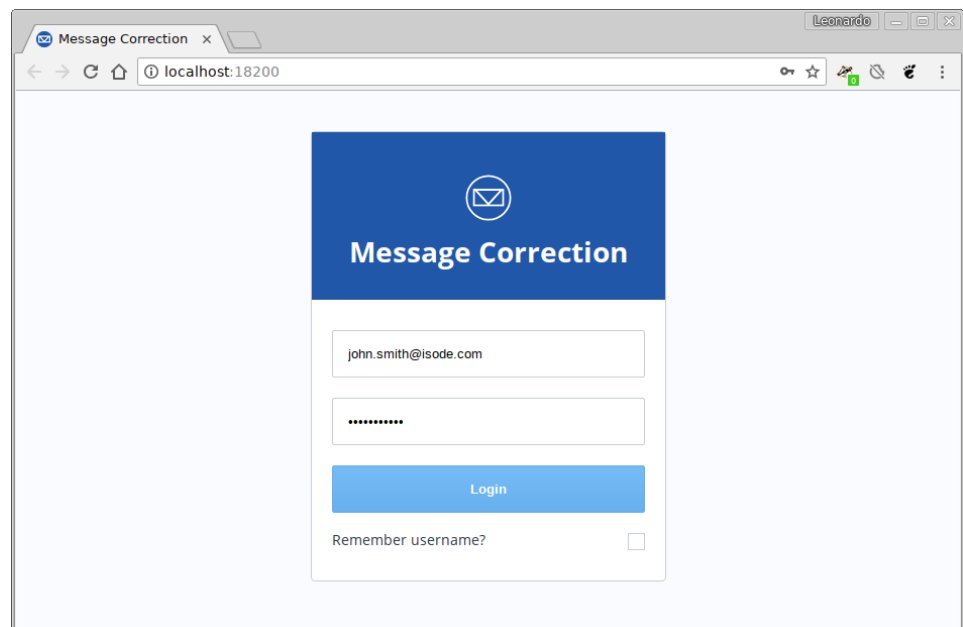 Leonardo
Message Correction
localhost:18200
0
Message Correction
john.smith@isode.com
•••••••••••
Login
Remember username?